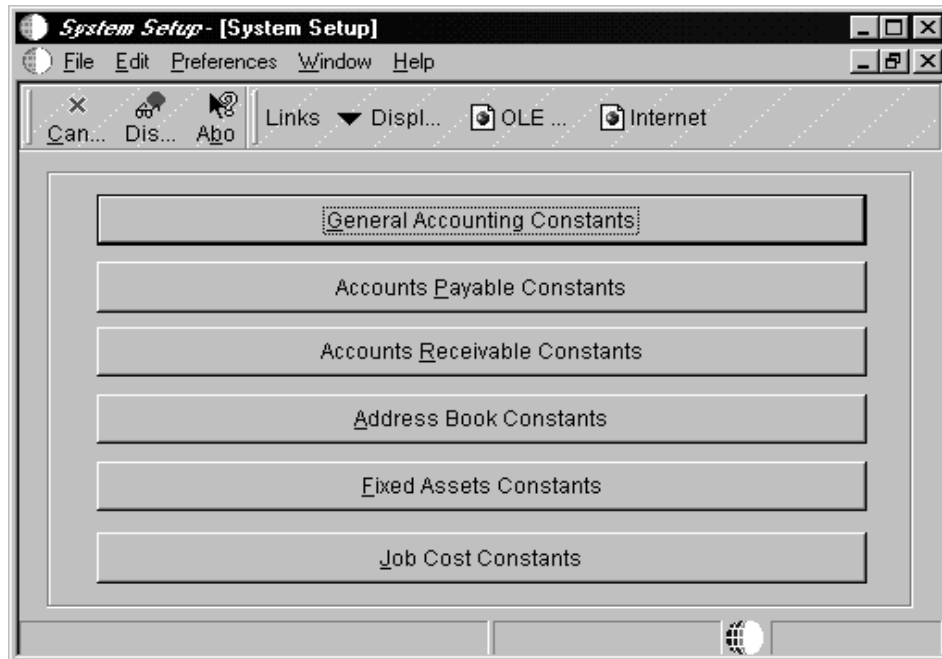 System Setup - [System Setup]
File Edit Preferences Window Help
Can... Dis... Abo Links Displ... OLE ... Internet
General Accounting Constants
Accounts Payable Constants
Accounts Receivable Constants
Address Book Constants
Fixed Assets Constants
Job Cost Constants